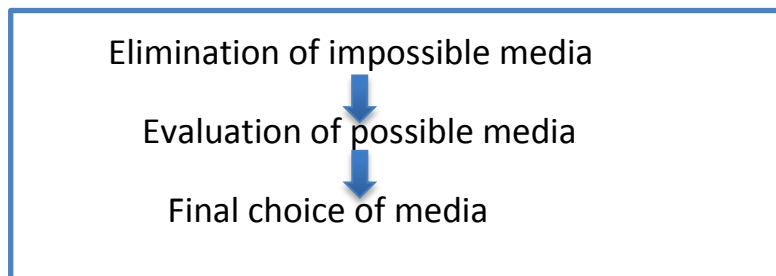 Elimination of impossible media
Evaluation of possible media
Final choice of media